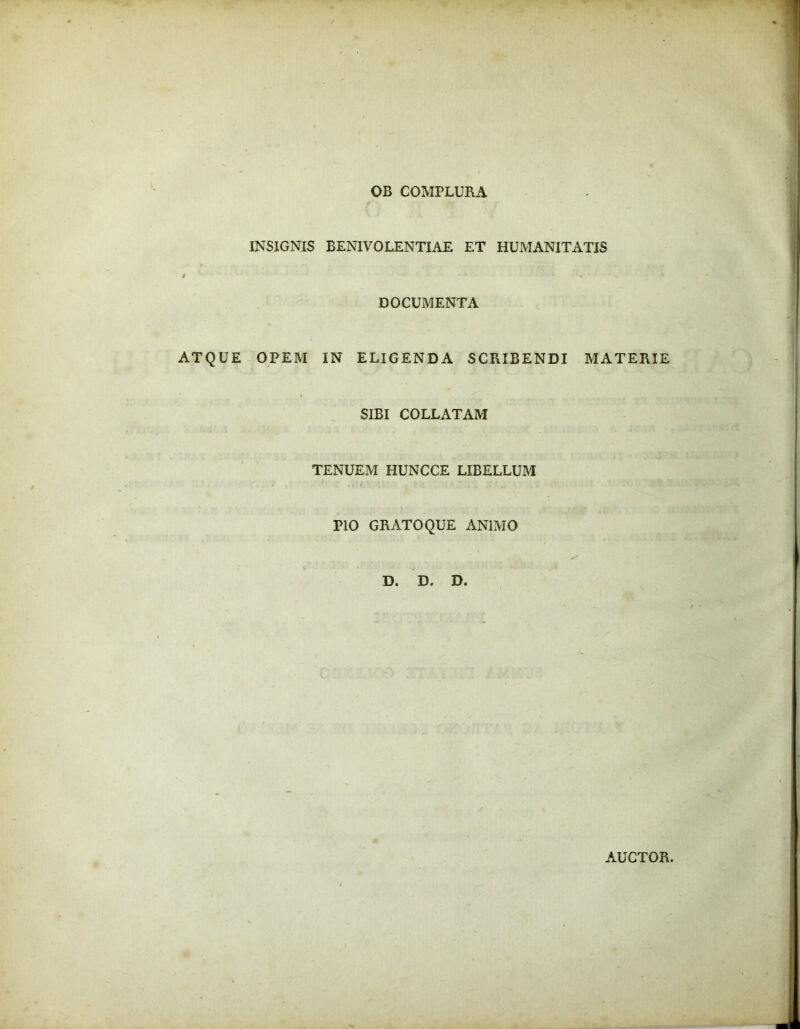 OB COMPLURA
INSIGNIS BENIVOLENTIAE ET HUMANITATIS
DOCUMENTA
ATQUE OPEM IN ELIGENDA SCRIBENDI MATERIE
SIBI COLLATAM
TENUEM HUNCCE LIBELLUM
PIO GRATOQUE ANIMO
D. D. D.
AUCTOR.